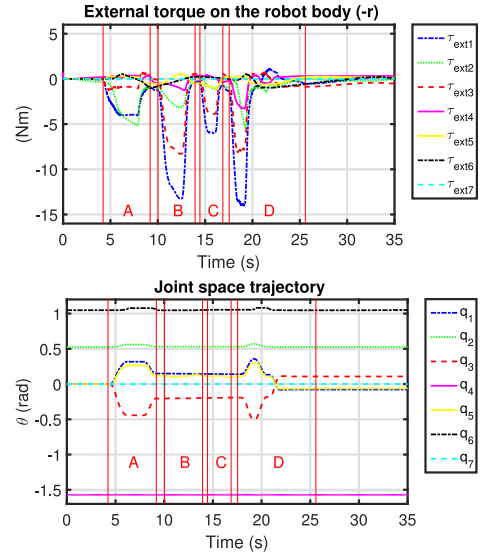 External torque on the robot body (-r)
5
0
-5
-10
-15
(Nm)
A
B
C
D
0
5
10
15
20
25
30
35
Time (s)
τext1
τext2
τext3
τext4
τext5
τext6
τext7
Joint space trajectory
1
0.5
0
-0.5
-1
-1.5
θ (rad)
A
B
C
D
0
5
10
15
20
25
30
35
Time (s)
q1
q2
q3
q4
q5
q6
q7